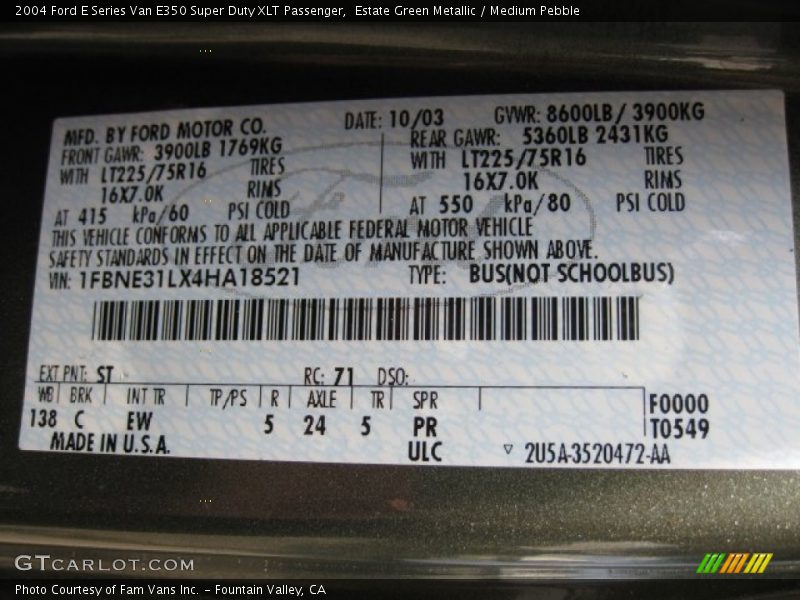 2004 Ford E Series Van E350 Super Duty XLT Passenger,  Estate Green Metallic / Medium Pebble
MFD. BY FORD MOTOR CO. DATE: 10/03 GVWR: 8600LB/ 3900KG
FRONT GAWR: 3900LB 1769KG REAR GAWR: 5360LB 2431KG
WITH LT225/75R16 TIRES WITH LT225/75R16 TIRES
16X7.0K RIMS 16X7.0K RIMS
AT 415 kPa/60 PSI COLD AT 550 kPa/80 PSI COLD
THIS VEHICLE CONFORMS TO ALL APPLICABLE FEDERAL MOTOR VEHICLE
SAFETY STANDARDS IN EFFECT ON THE DATE OF MANUFACTURE SHOWN ABOVE.
VIN: 1FBNE31LX4HA18521 TYPE: BUS(NOT SCHOOLBUS)
EXT PNT: ST RC: 71 DSO:
WB BRK INT TR TP/PS R AXLE TR SPR F0000
138 C EW 5 24 5 PR T0549
MADE IN U.S.A. ULC ▽ 2U5A-3520472-AA
GTCARLOT.COM
Photo Courtesy of Fam Vans Inc. - Fountain Valley, CA